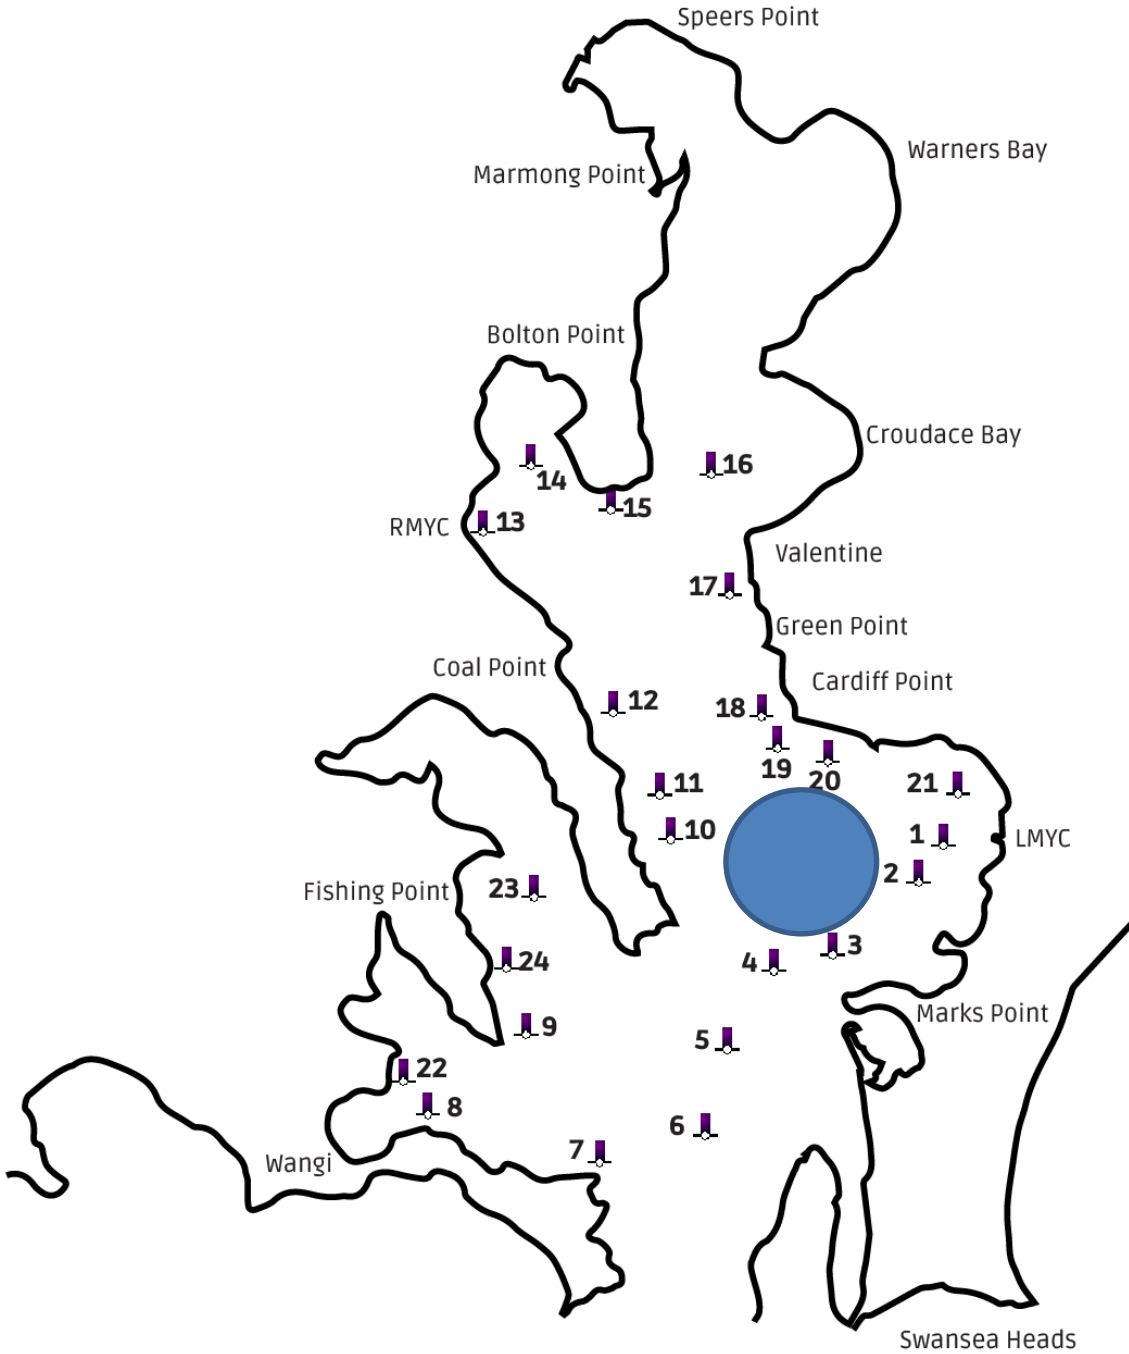 Speers Point
Warners Bay
Marmong Point
Bolton Point
Croudace Bay
16
14
15
13
RMYC
Valentine
17
Green Point
Coal Point
Cardiff Point
12
18
19
20
11
21
10
1
LMYC
2
23
Fishing Point
3
24
4
Marks Point
9
5
22
8
6
7
Wangi
Swansea Heads